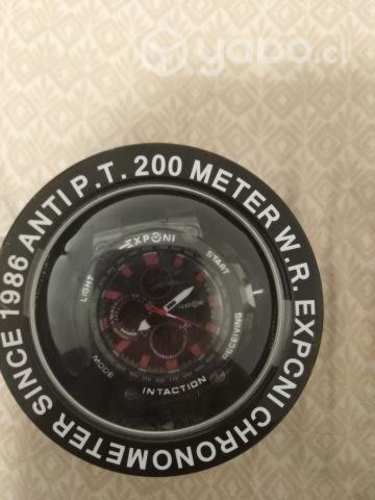 yapo.cl
SINCE 1986 ANTI P.T. 200 METER W.R. EXPCNI CHRONOMETER
EXPONI
LIGHT
START
MODE
RECEIVING
INTACTION